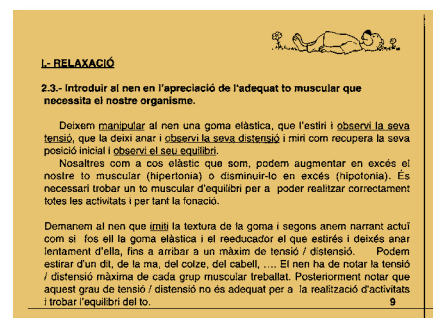 I.- RELAXACIÓ
2.3.- Introduir al nen en l'apreciació de l'adequat to muscular que
necessita el nostre organisme.
Deixem manipular al nen una goma elàstica, que l'estiri i observi la seva
tensió, que la deixi anar i observi la seva distensió i miri com recupera la seva
posició inicial i observi el seu equilibri.
Nosaltres com a cos elàstic que som, podem augmentar en excés el
nostre to muscular (hipertonia) o disminuir-lo en excés (hipotonia). És
necessari trobar un to muscular d'equilibri per a poder realitzar correctament
totes les activitats i per tant la fonació.
Demanem al nen que imiti la textura de la goma i segons anem narrant actuï
com si fos ell la goma elàstica i el reeducador el que estirés i deixés anar
lentament d'ella, fins a arribar a un màxim de tensió / distensió. Podem
estirar d'un dit, de la ma, del colze, del cabell, .... El nen ha de notar la tensió
/ distensió màxima de cada grup muscular treballat. Posteriorment notar que
aquest grau de tensió / distensió no és adequat per a la realització d'activitats
i trobar l'equilibri del to.
9